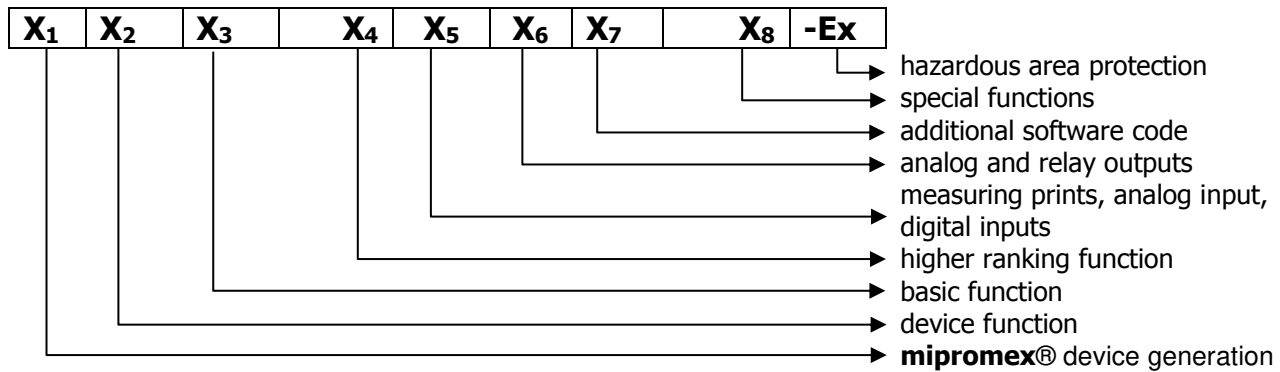 X₁ X₂ X₃ X₄ X₅ X₆ X₇ X₈ -Ex
hazardous area protection
special functions
additional software code
analog and relay outputs
measuring prints, analog input,
digital inputs
higher ranking function
basic function
device function
mipromex® device generation